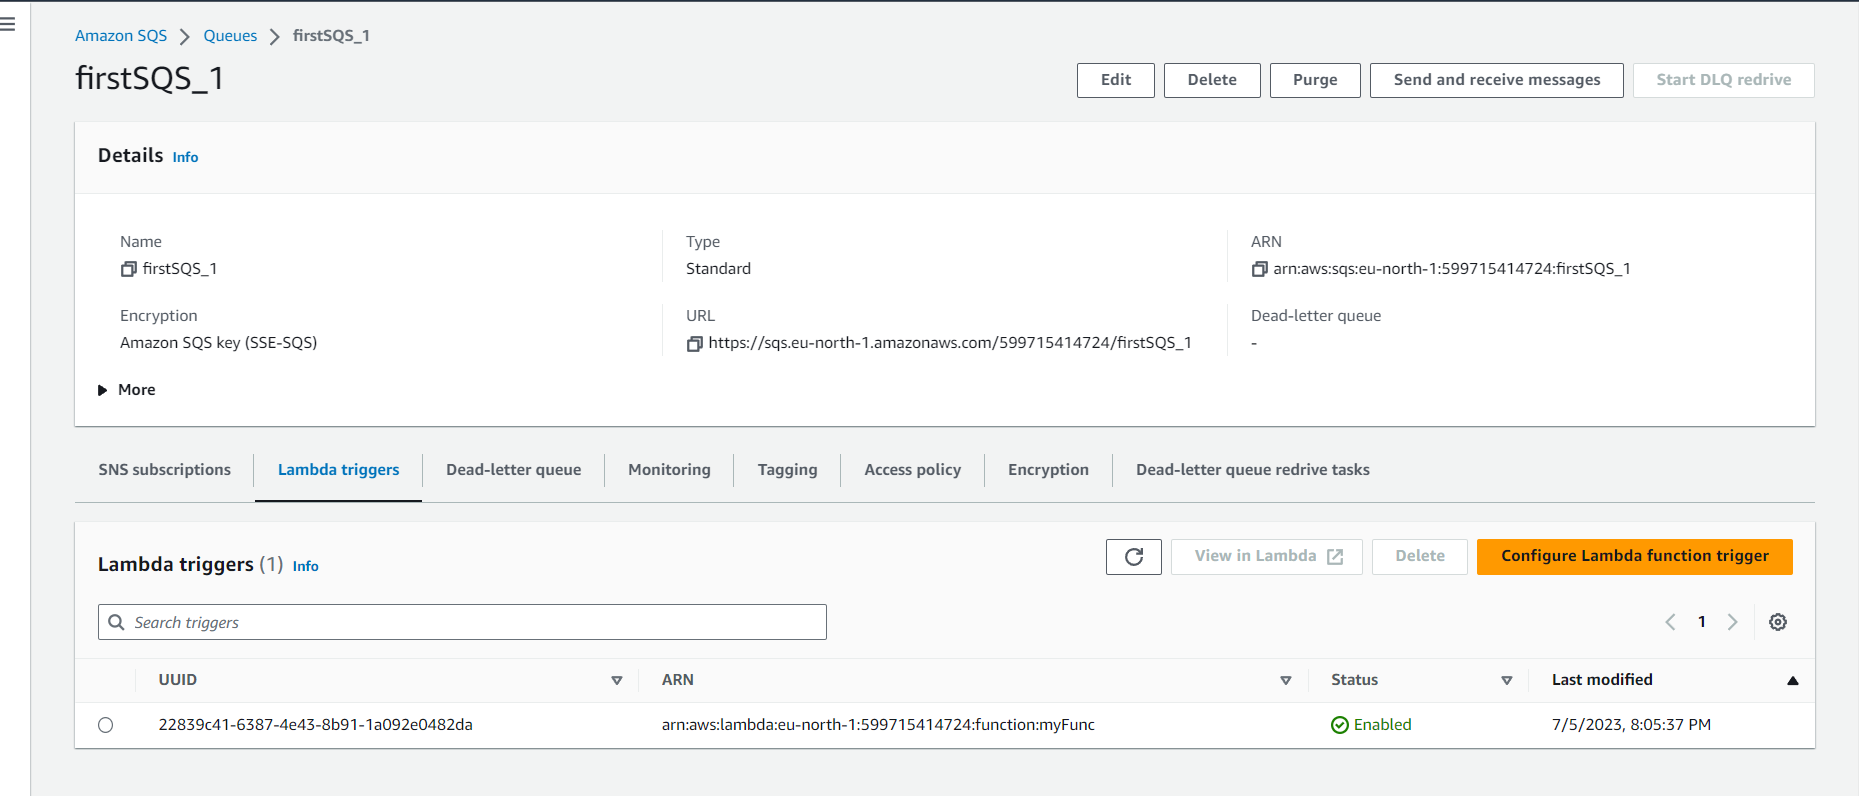 Amazon SQS > Queues > firstSQS_1
firstSQS_1
Edit Delete Purge Send and receive messages Start DLQ redrive
Details Info
Name Type ARN
firstSQS_1 Standard arn:aws:sqs:eu-north-1:599715414724:firstSQS_1
Encryption URL Dead-letter queue
Amazon SQS key (SSE-SQS) https://sqs.eu-north-1.amazonaws.com/599715414724/firstSQS_1 -
More
SNS subscriptions Lambda triggers Dead-letter queue Monitoring Tagging Access policy Encryption Dead-letter queue redrive tasks
Lambda triggers (1) Info View in Lambda Delete Configure Lambda function trigger
Search triggers 1
UUID ARN Status Last modified
22839c41-6387-4e43-8b91-1a092e0482da arn:aws:lambda:eu-north-1:599715414724:function:myFunc Enabled 7/5/2023, 8:05:37 PM